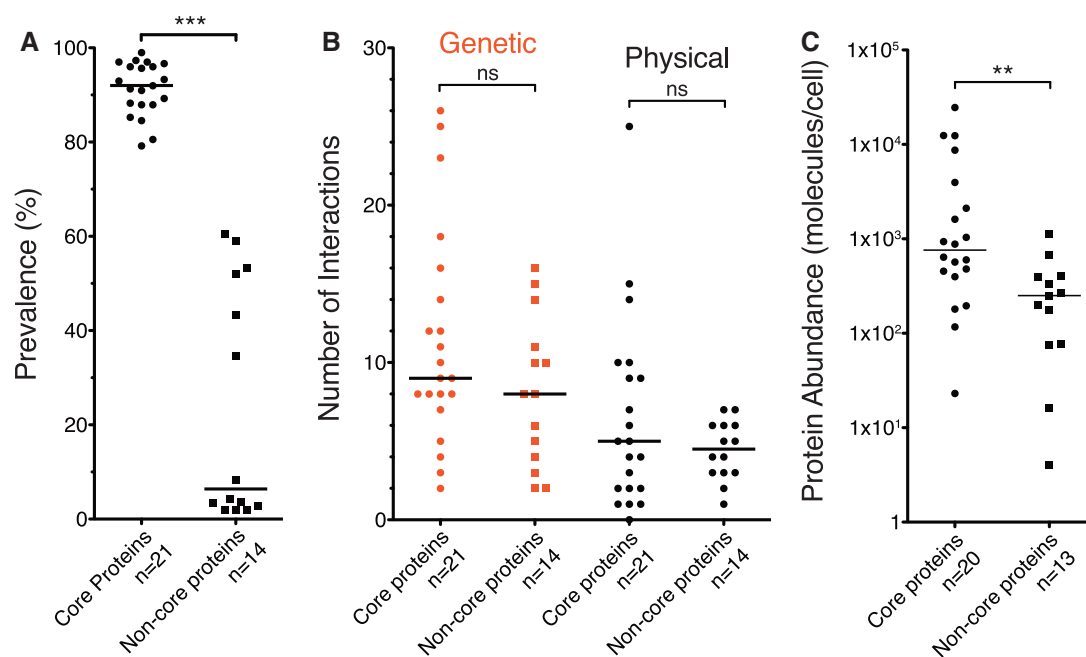 A
***
Prevalence (%)
100
80
60
40
20
0
Core Proteins
n=21
Non-core proteins
n=14
B
Genetic
Physical
ns
ns
Number of Interactions
30
20
10
0
Core proteins
n=21
Non-core proteins
n=14
Core proteins
n=21
Non-core proteins
n=14
C
**
Protein Abundance (molecules/cell)
1x10⁵
1x10⁴
1x10³
1x10²
1x10¹
1
Core proteins
n=20
Non-core proteins
n=13